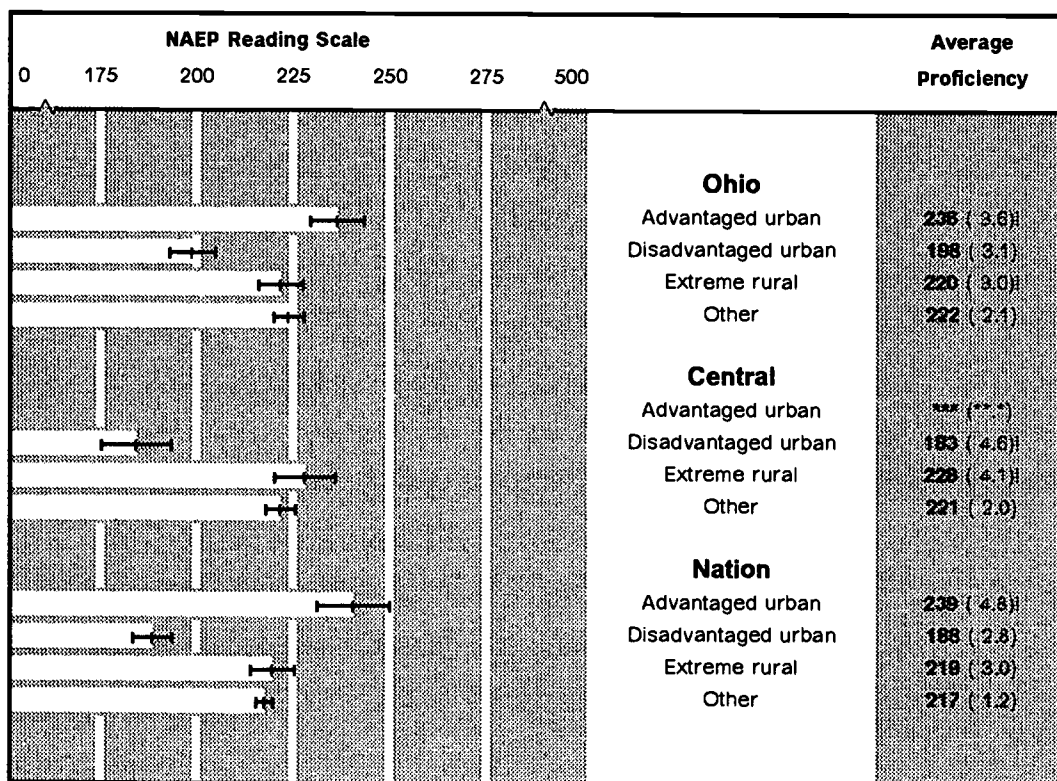 NAEP Reading Scale
Average
Proficiency
0 175 200 225 250 275 500
Ohio
Advantaged urban 236 ( 3.6)!
Disadvantaged urban 198 ( 3.1)
Extreme rural 220 ( 3.0)!
Other 222 ( 2.1)
Central
Advantaged urban *** (**.*)
Disadvantaged urban 183 ( 4.6)!
Extreme rural 228 ( 4.1)!
Other 221 ( 2.0)
Nation
Advantaged urban 239 ( 4.8)!
Disadvantaged urban 188 ( 2.8)
Extreme rural 219 ( 3.0)
Other 217 ( 1.2)